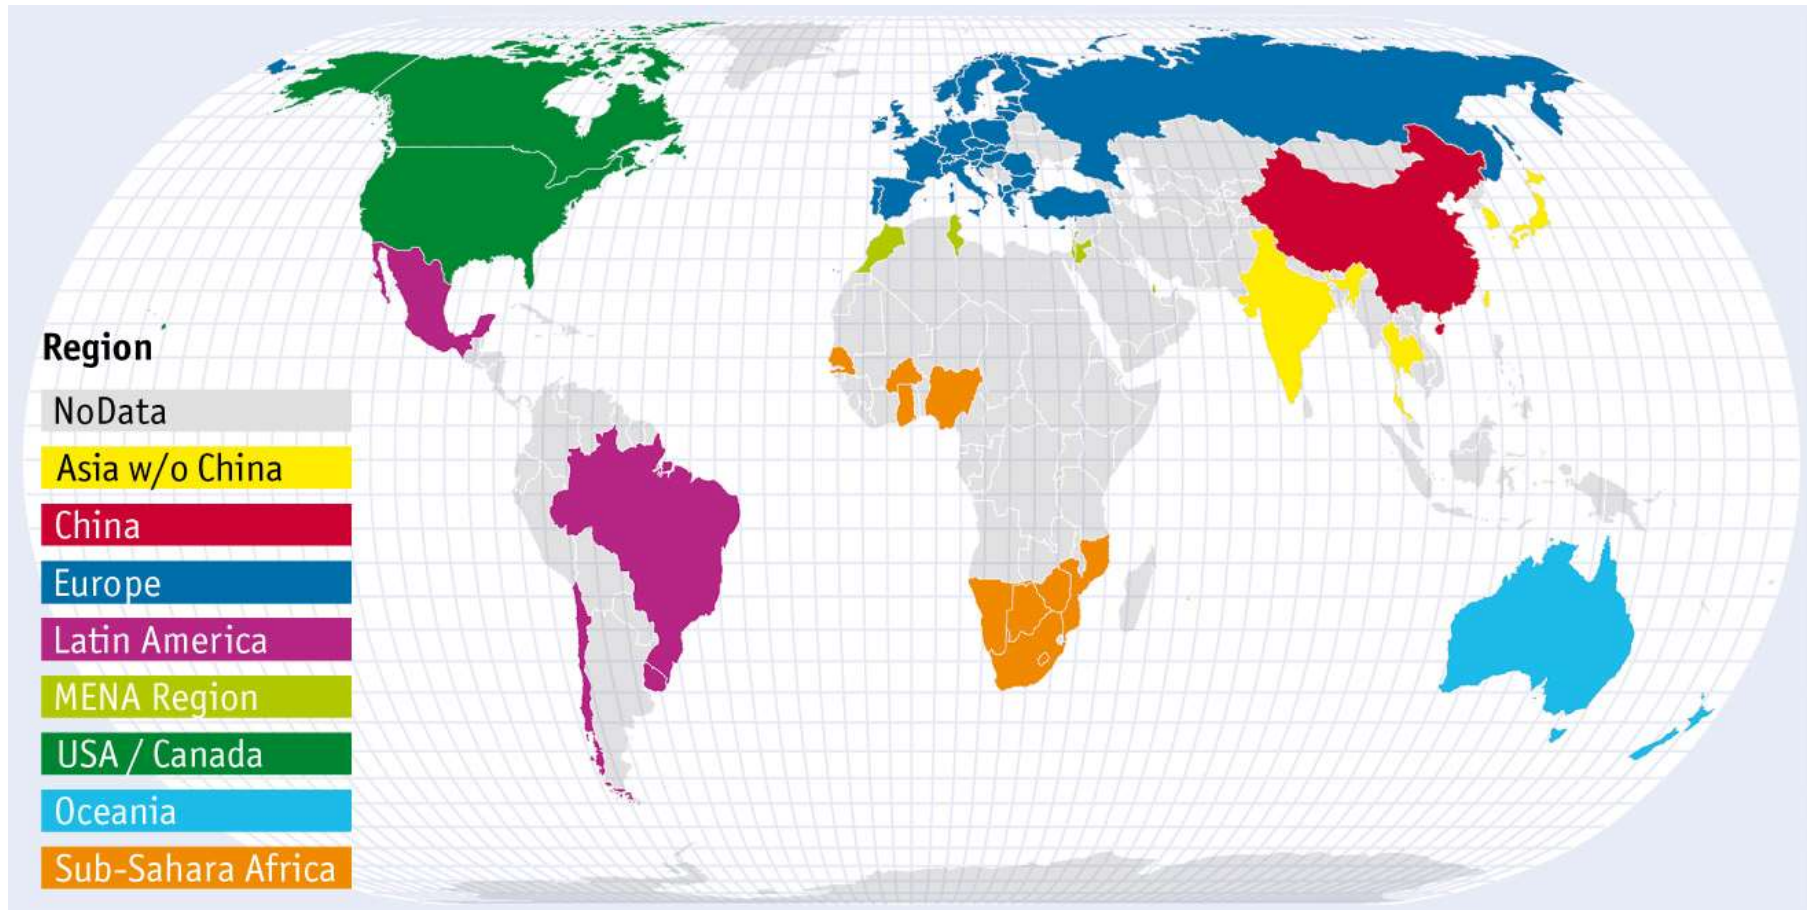 Region
NoData
Asia w/o China
China
Europe
Latin America
MENA Region
USA / Canada
Oceania
Sub-Sahara Africa